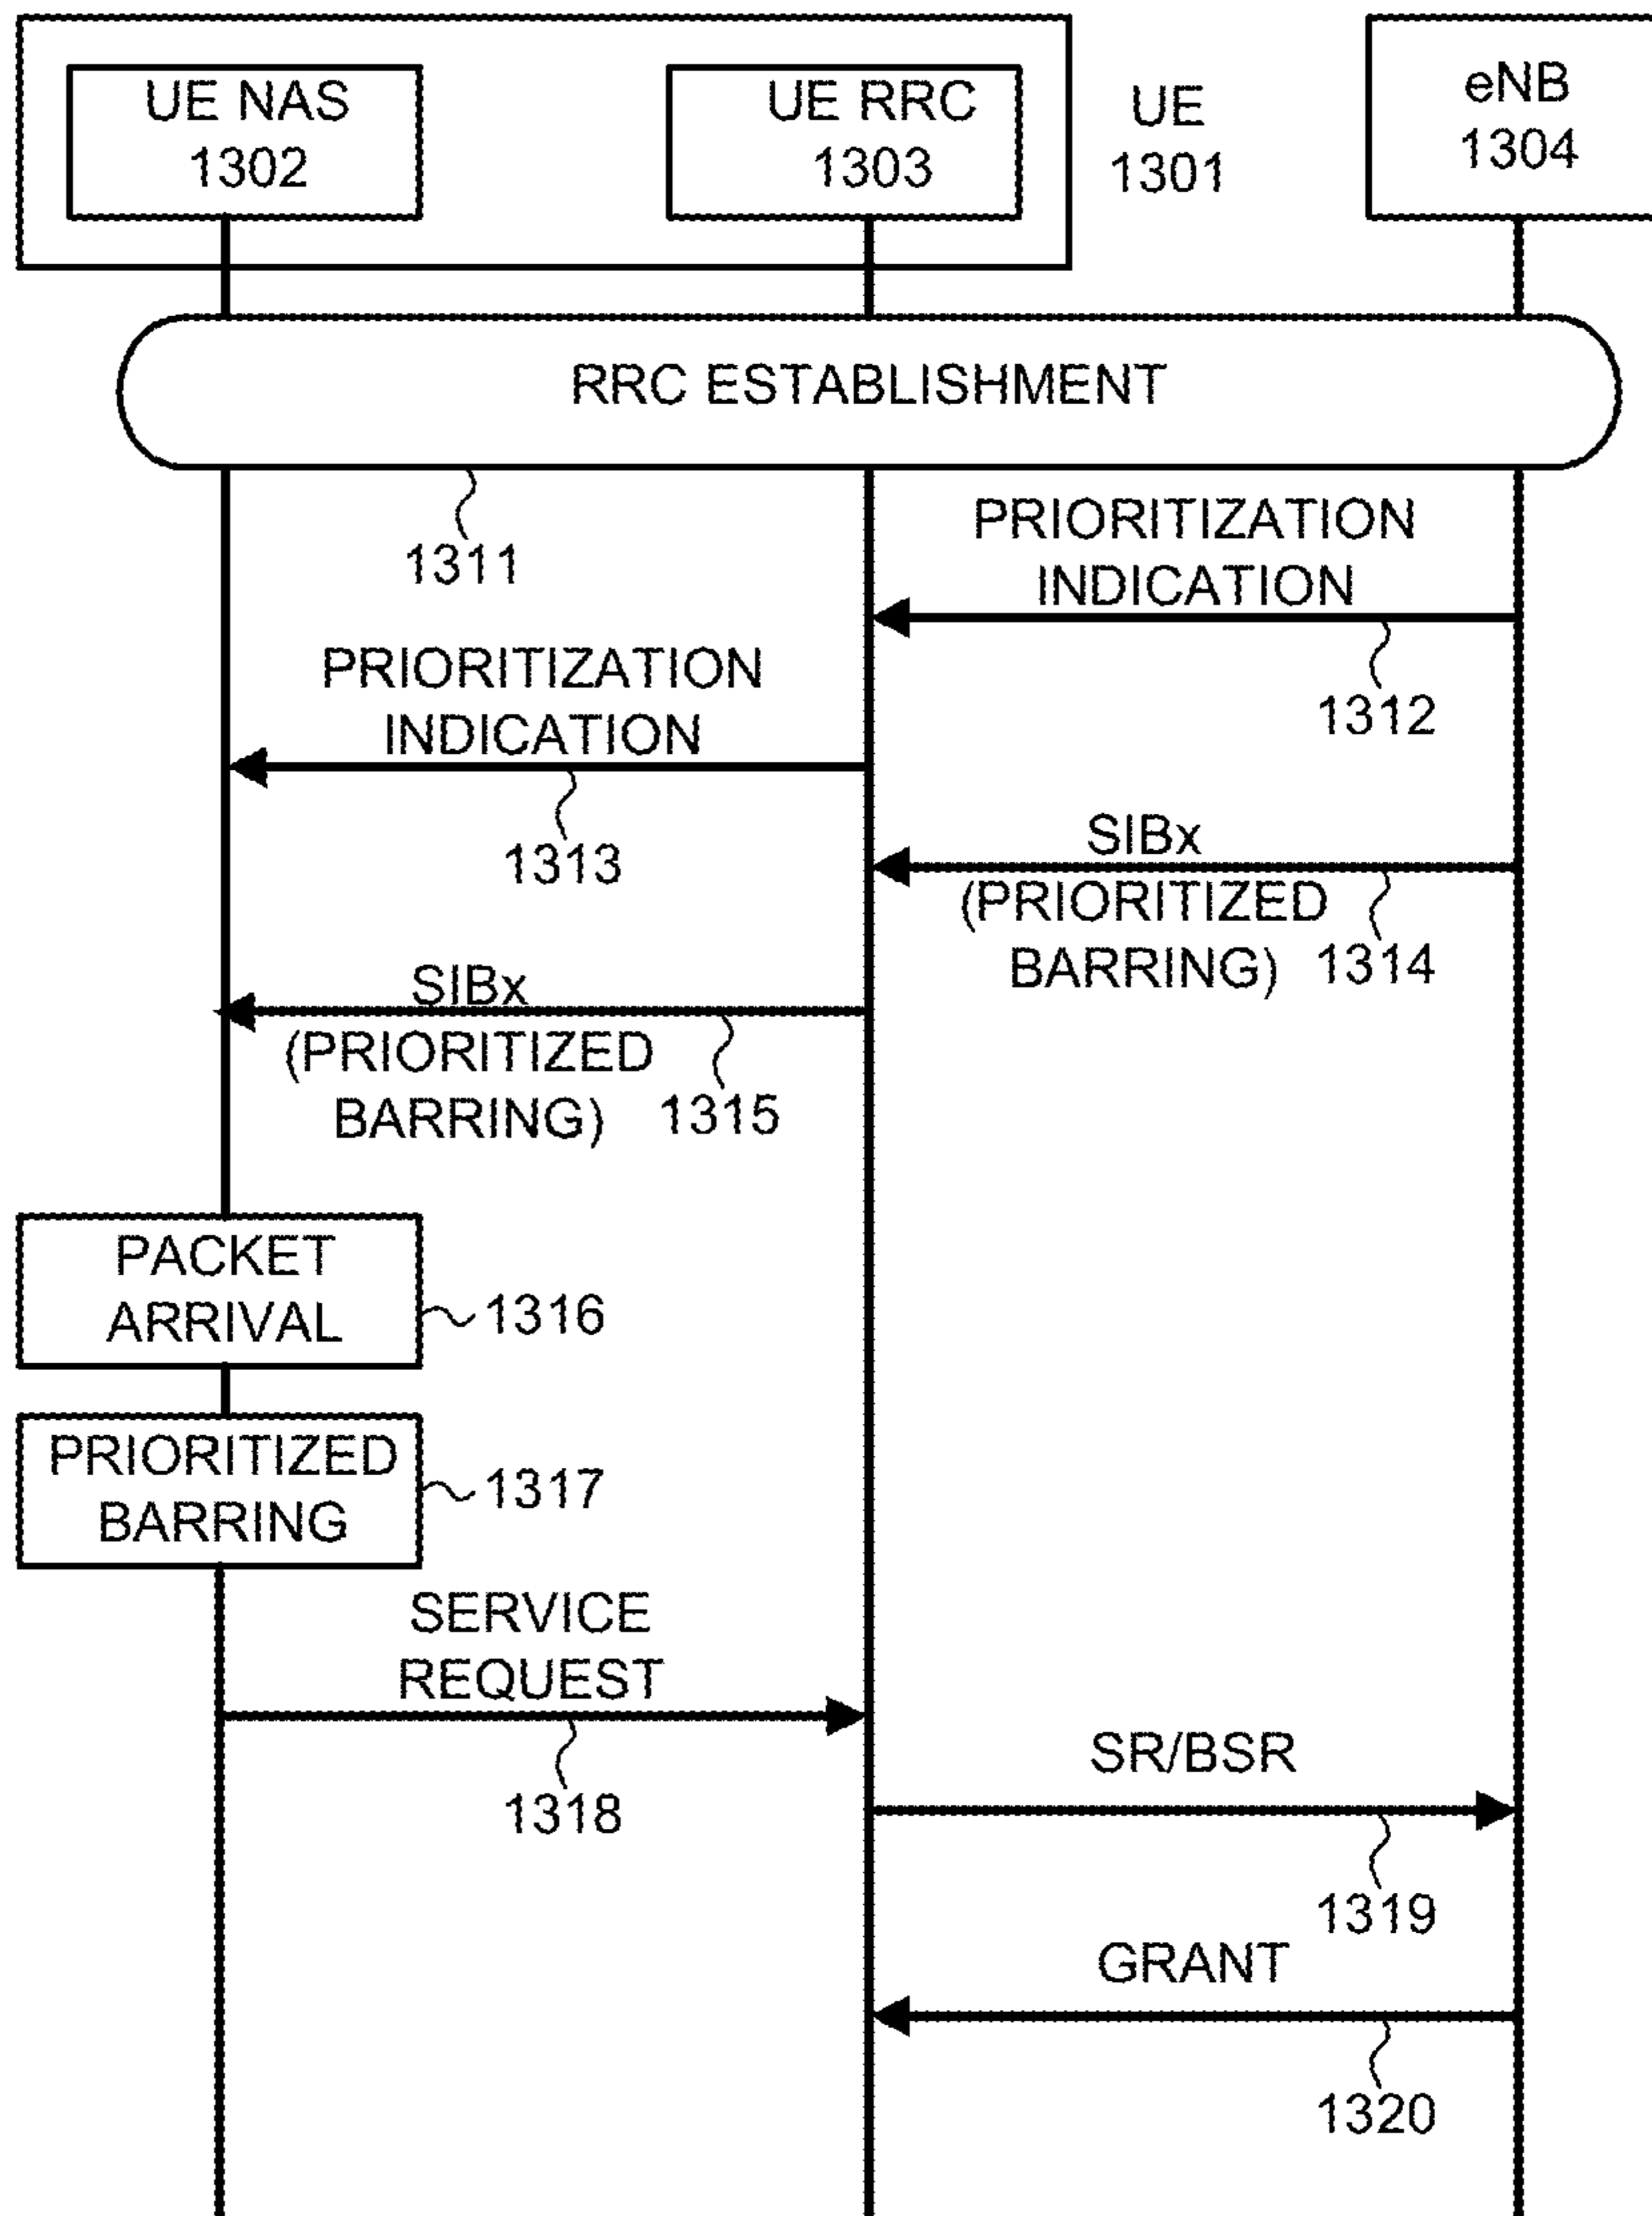 UE NAS
1302
UE RRC
1303
UE
1301
eNB
1304
RRC ESTABLISHMENT
1311
PRIORITIZATION
INDICATION
1312
PRIORITIZATION
INDICATION
1313
SIBx
(PRIORITIZED
BARRING)
1314
SIBx
(PRIORITIZED
BARRING)
1315
PACKET
ARRIVAL
1316
PRIORITIZED
BARRING
1317
SERVICE
REQUEST
1318
SR/BSR
1319
GRANT
1320